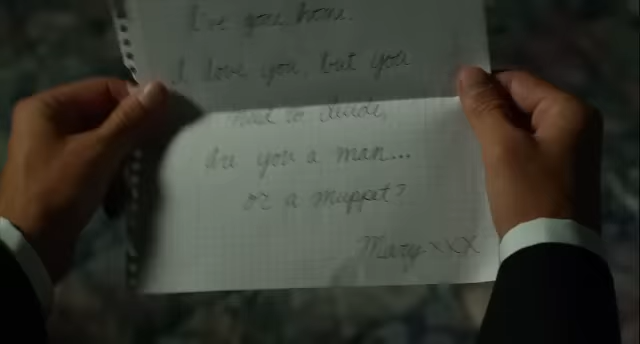 I've gone home.
I love you, but you
need to decide,
are you a man...
or a muppet?
Mary XXX